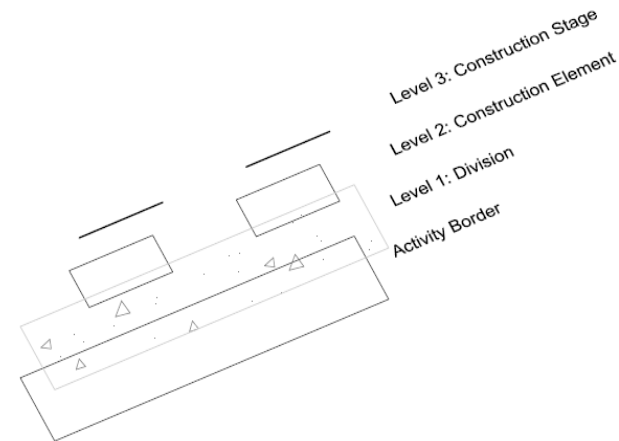 Level 3: Construction Stage
Level 2: Construction Element
Level 1: Division
Activity Border